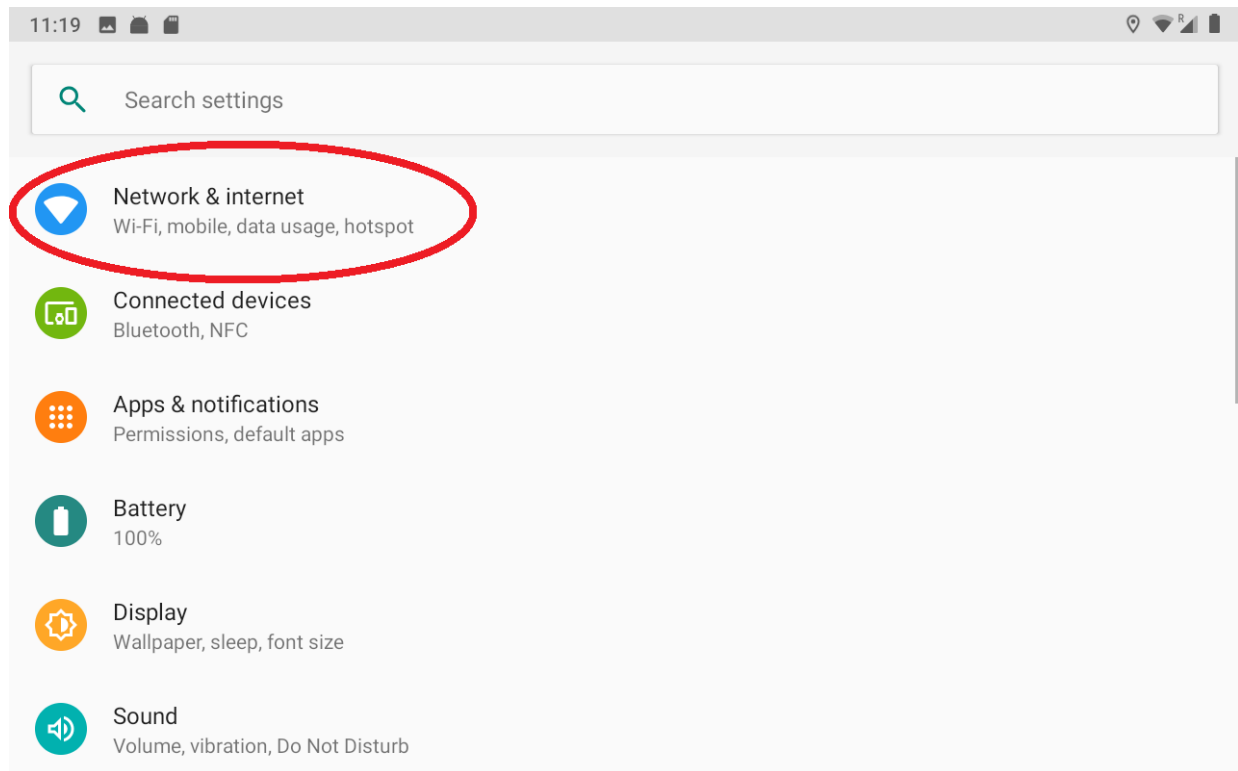 11:19
R
Search settings
Network & internet
Wi-Fi, mobile, data usage, hotspot
Connected devices
Bluetooth, NFC
Apps & notifications
Permissions, default apps
Battery
100%
Display
Wallpaper, sleep, font size
Sound
Volume, vibration, Do Not Disturb